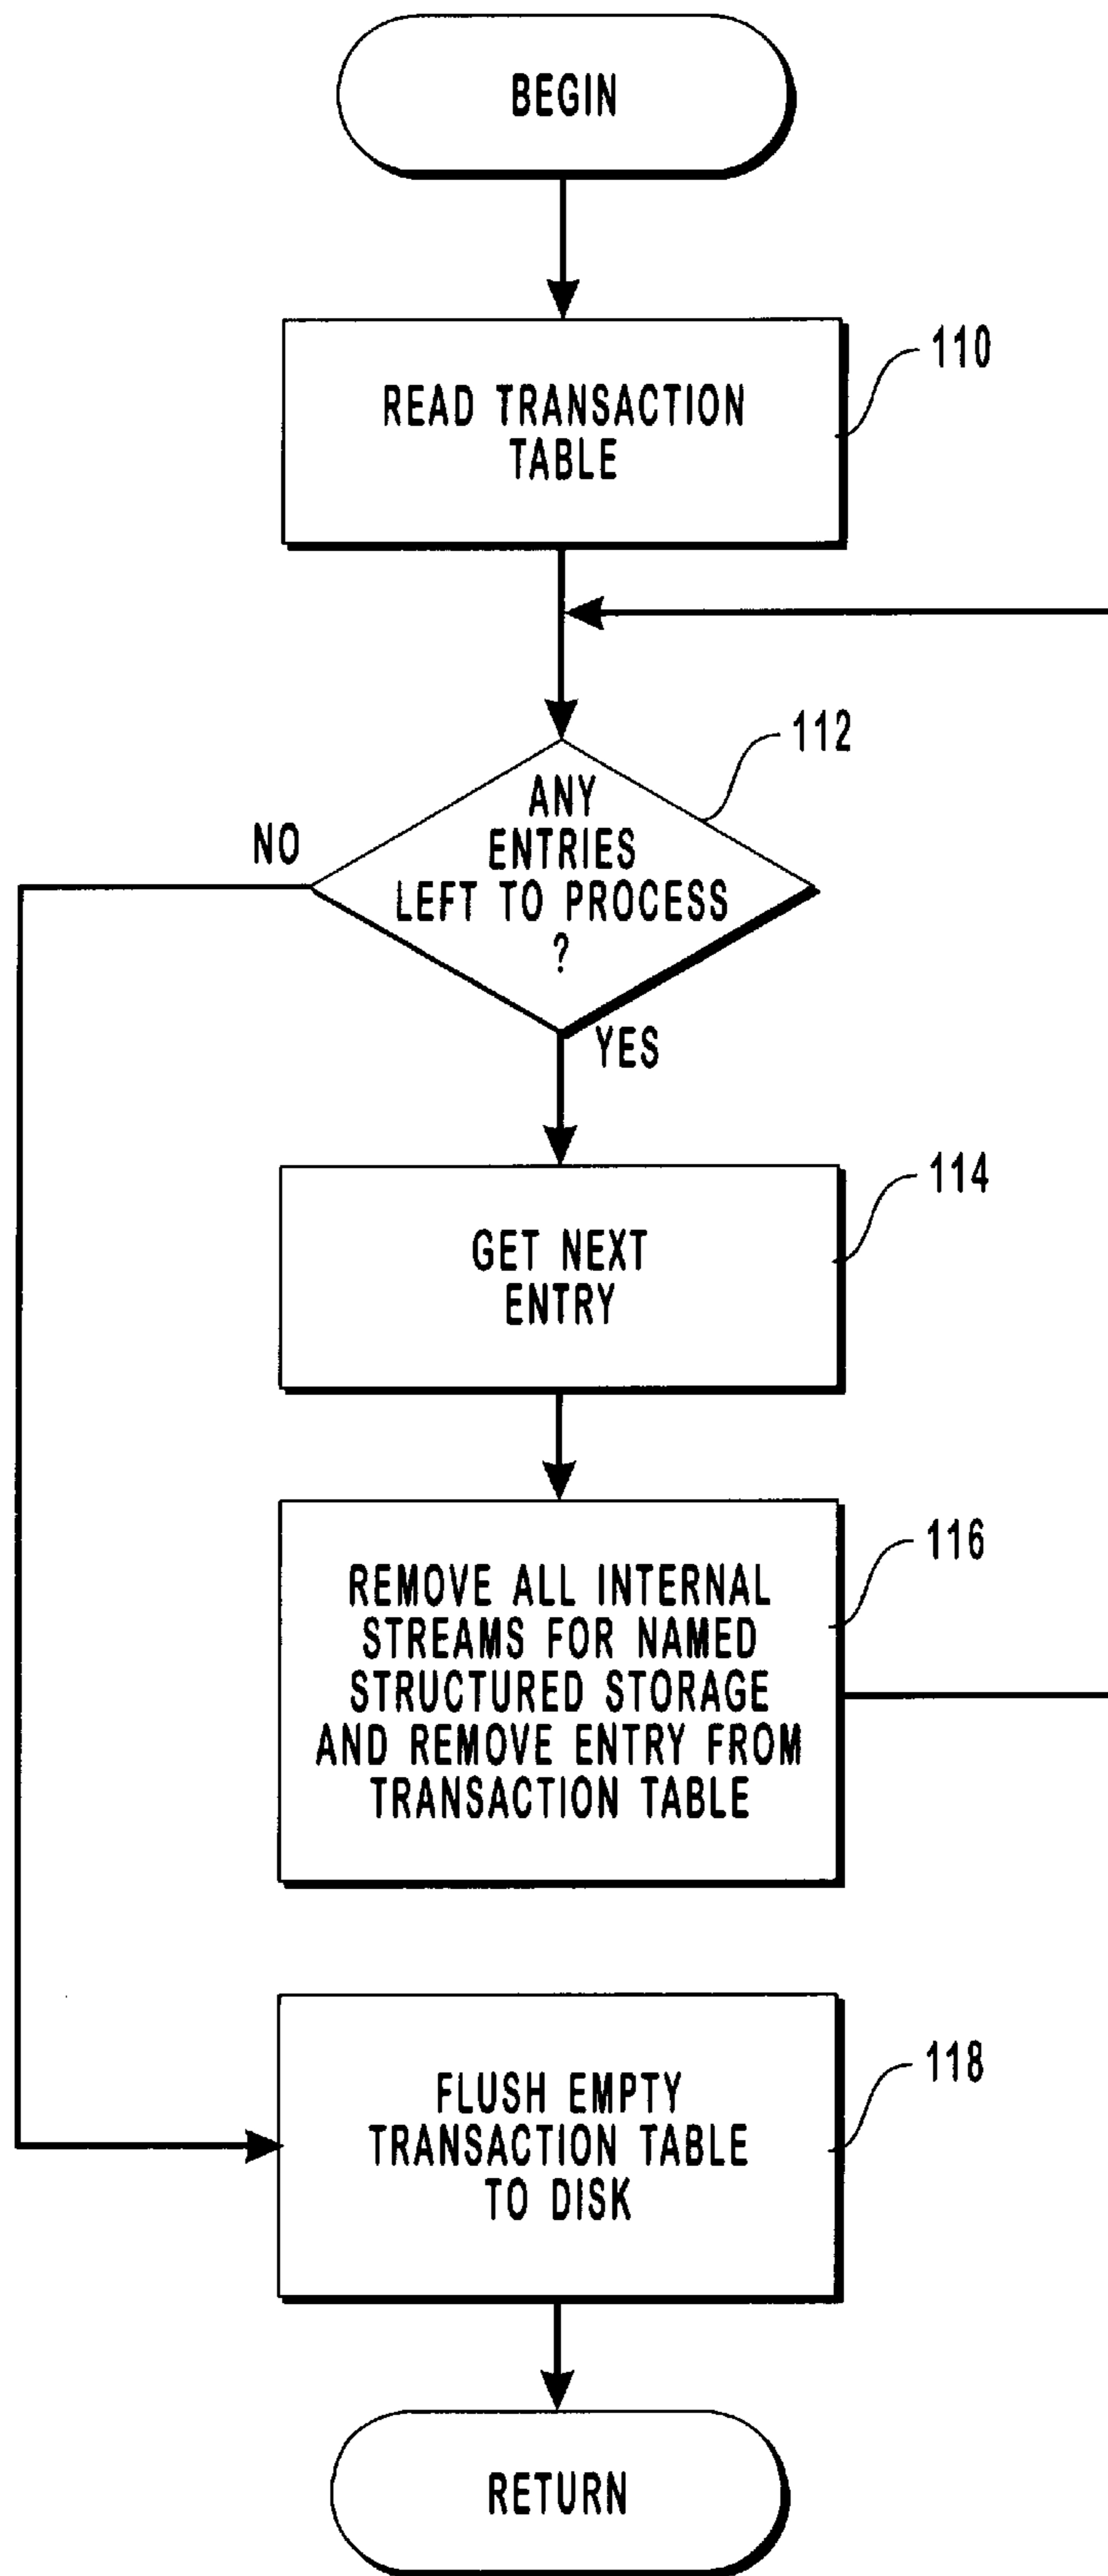 BEGIN
READ TRANSACTION
TABLE
110
112
ANY
ENTRIES
LEFT TO PROCESS
?
NO
YES
GET NEXT
ENTRY
114
REMOVE ALL INTERNAL
STREAMS FOR NAMED
STRUCTURED STORAGE
AND REMOVE ENTRY FROM
TRANSACTION TABLE
116
FLUSH EMPTY
TRANSACTION TABLE
TO DISK
118
RETURN